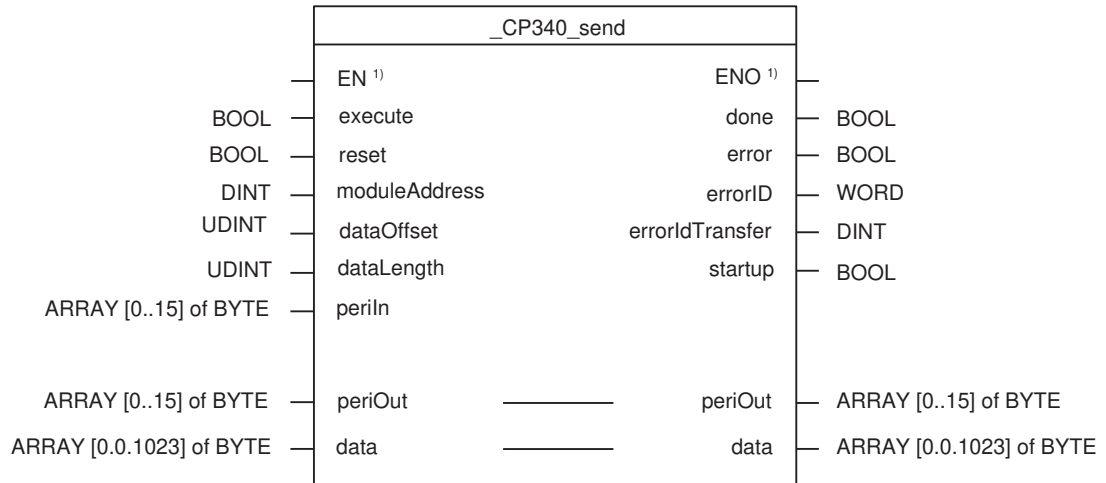 _CP340_send
EN 1) ENO 1)
BOOL execute done BOOL
BOOL reset error BOOL
DINT moduleAddress errorID WORD
UDINT dataOffset errorIdTransfer DINT
UDINT dataLength startup BOOL
ARRAY [0..15] of BYTE periIn
ARRAY [0..15] of BYTE periOut periOut ARRAY [0..15] of BYTE
ARRAY [0.0.1023] of BYTE data data ARRAY [0.0.1023] of BYTE